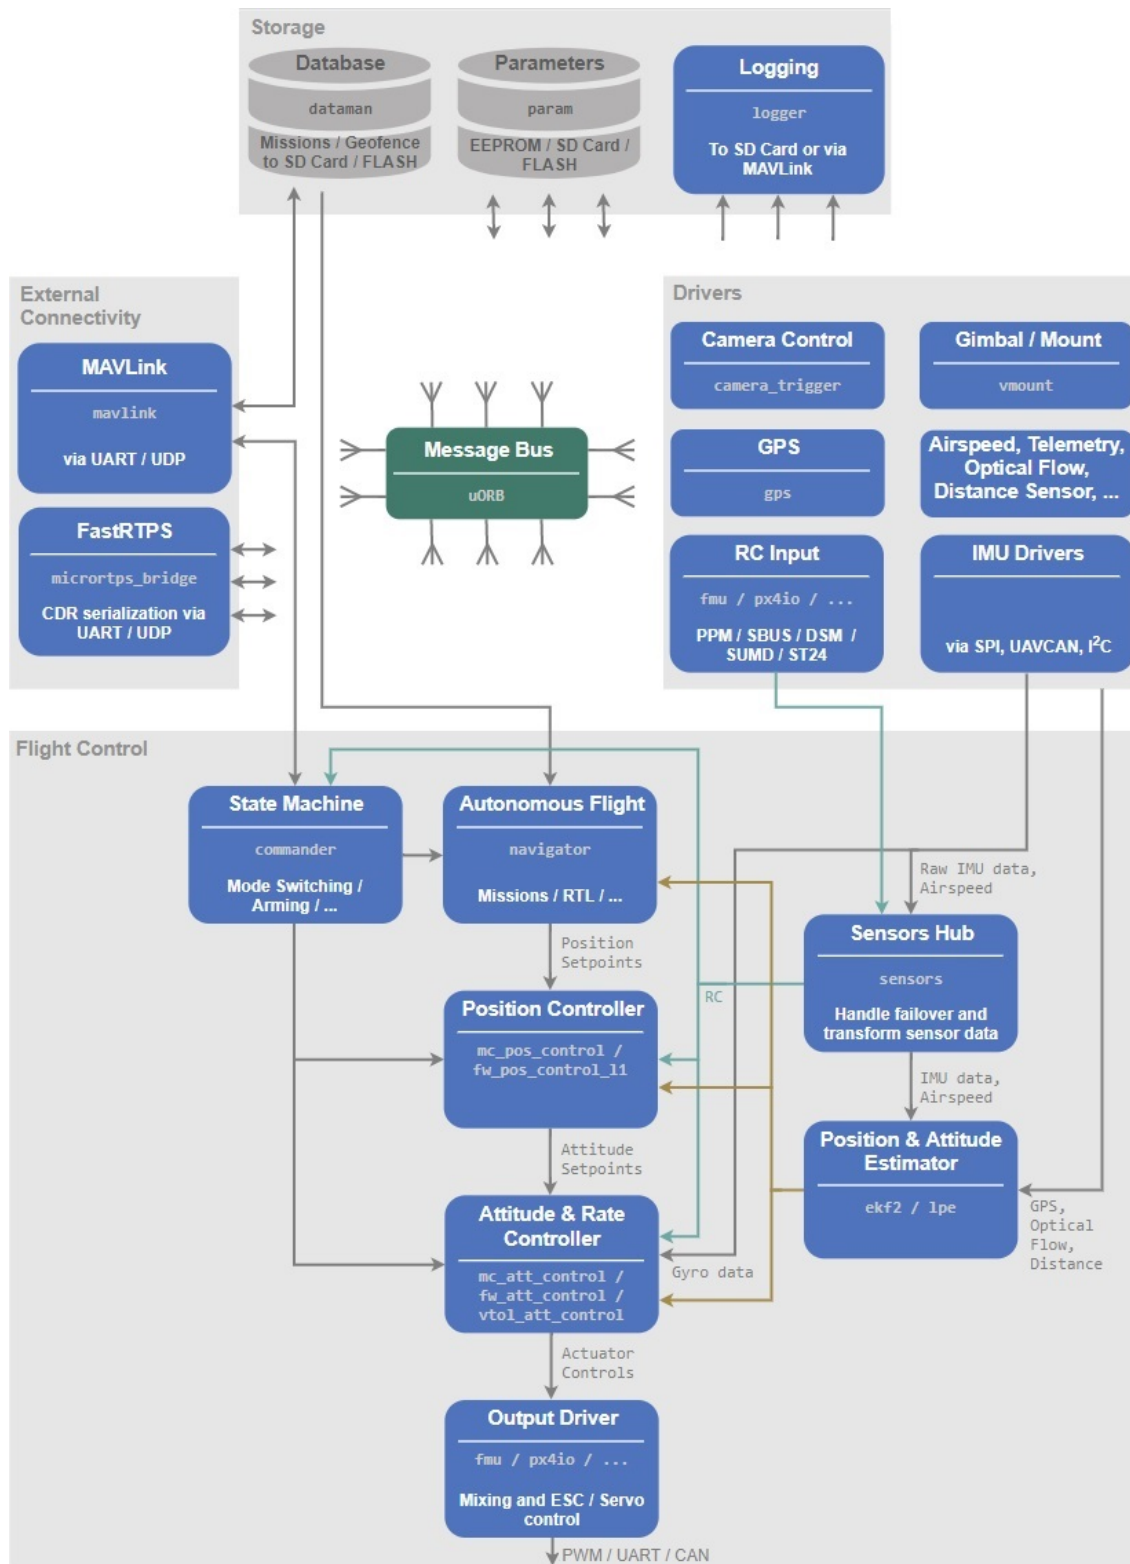 Storage
Database
dataman
Missions / Geofence
to SD Card / FLASH
Parameters
param
EEPROM / SD Card /
FLASH
Logging
logger
To SD Card or via
MAVLink
External
Connectivity
MAVLink
mavlink
via UART / UDP
FastRTPS
micrortps_bridge
CDR serialization via
UART / UDP
Message Bus
uORB
Drivers
Camera Control
camera_trigger
Gimbal / Mount
vmount
GPS
gps
Airspeed, Telemetry,
Optical Flow,
Distance Sensor, ...
RC Input
fmu / px4io / ...
PPM / SBUS / DSM /
SUMD / ST24
IMU Drivers
via SPI, UAVCAN, I²C
Flight Control
State Machine
commander
Mode Switching /
Arming / ...
Autonomous Flight
navigator
Missions / RTL / ...
Raw IMU data,
Airspeed
Sensors Hub
sensors
Handle failover and
transform sensor data
Position
Setpoints
RC
Position Controller
mc_pos_control /
fw_pos_control_l1
IMU data,
Airspeed
Position & Attitude
Estimator
ekf2 / lpe
GPS,
Optical
Flow,
Distance
Attitude
Setpoints
Attitude & Rate
Controller
mc_att_control /
fw_att_control /
vtol_att_control
Gyro data
Actuator
Controls
Output Driver
fmu / px4io / ...
Mixing and ESC / Servo
control
PWM / UART / CAN